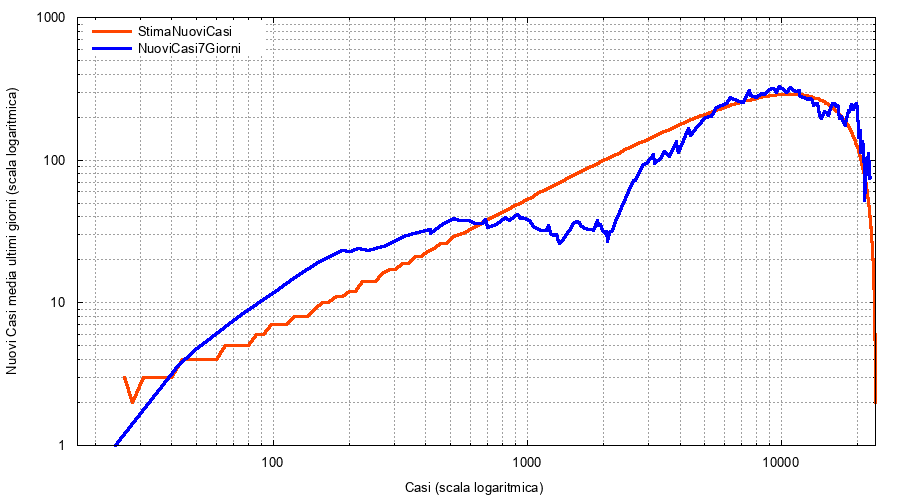 1000
StimaNuoviCasi
NuoviCasi7Giorni
100
10
1
Nuovi Casi media ultimi giorni (scala logaritmica)
100
1000
10000
Casi (scala logaritmica)